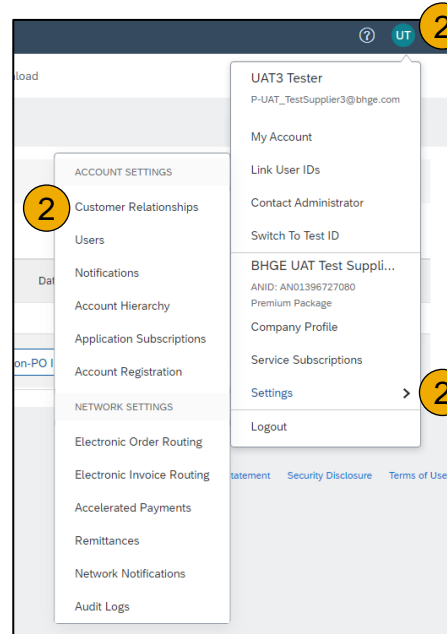 ? UT 2
load
UAT3 Tester
P-UAT_TestSupplier3@bhge.com
My Account
Link User IDs
Contact Administrator
Switch To Test ID
BHGE UAT Test Suppli...
ANID: AN01396727080
Premium Package
Company Profile
Service Subscriptions
Settings > 2
Logout
ACCOUNT SETTINGS
2 Customer Relationships
Users
Notifications
Dat
Account Hierarchy
Application Subscriptions
on-PO I
Account Registration
NETWORK SETTINGS
Electronic Order Routing
Electronic Invoice Routing
Accelerated Payments
Remittances
Network Notifications
Audit Logs
tatement Security Disclosure Terms of Use